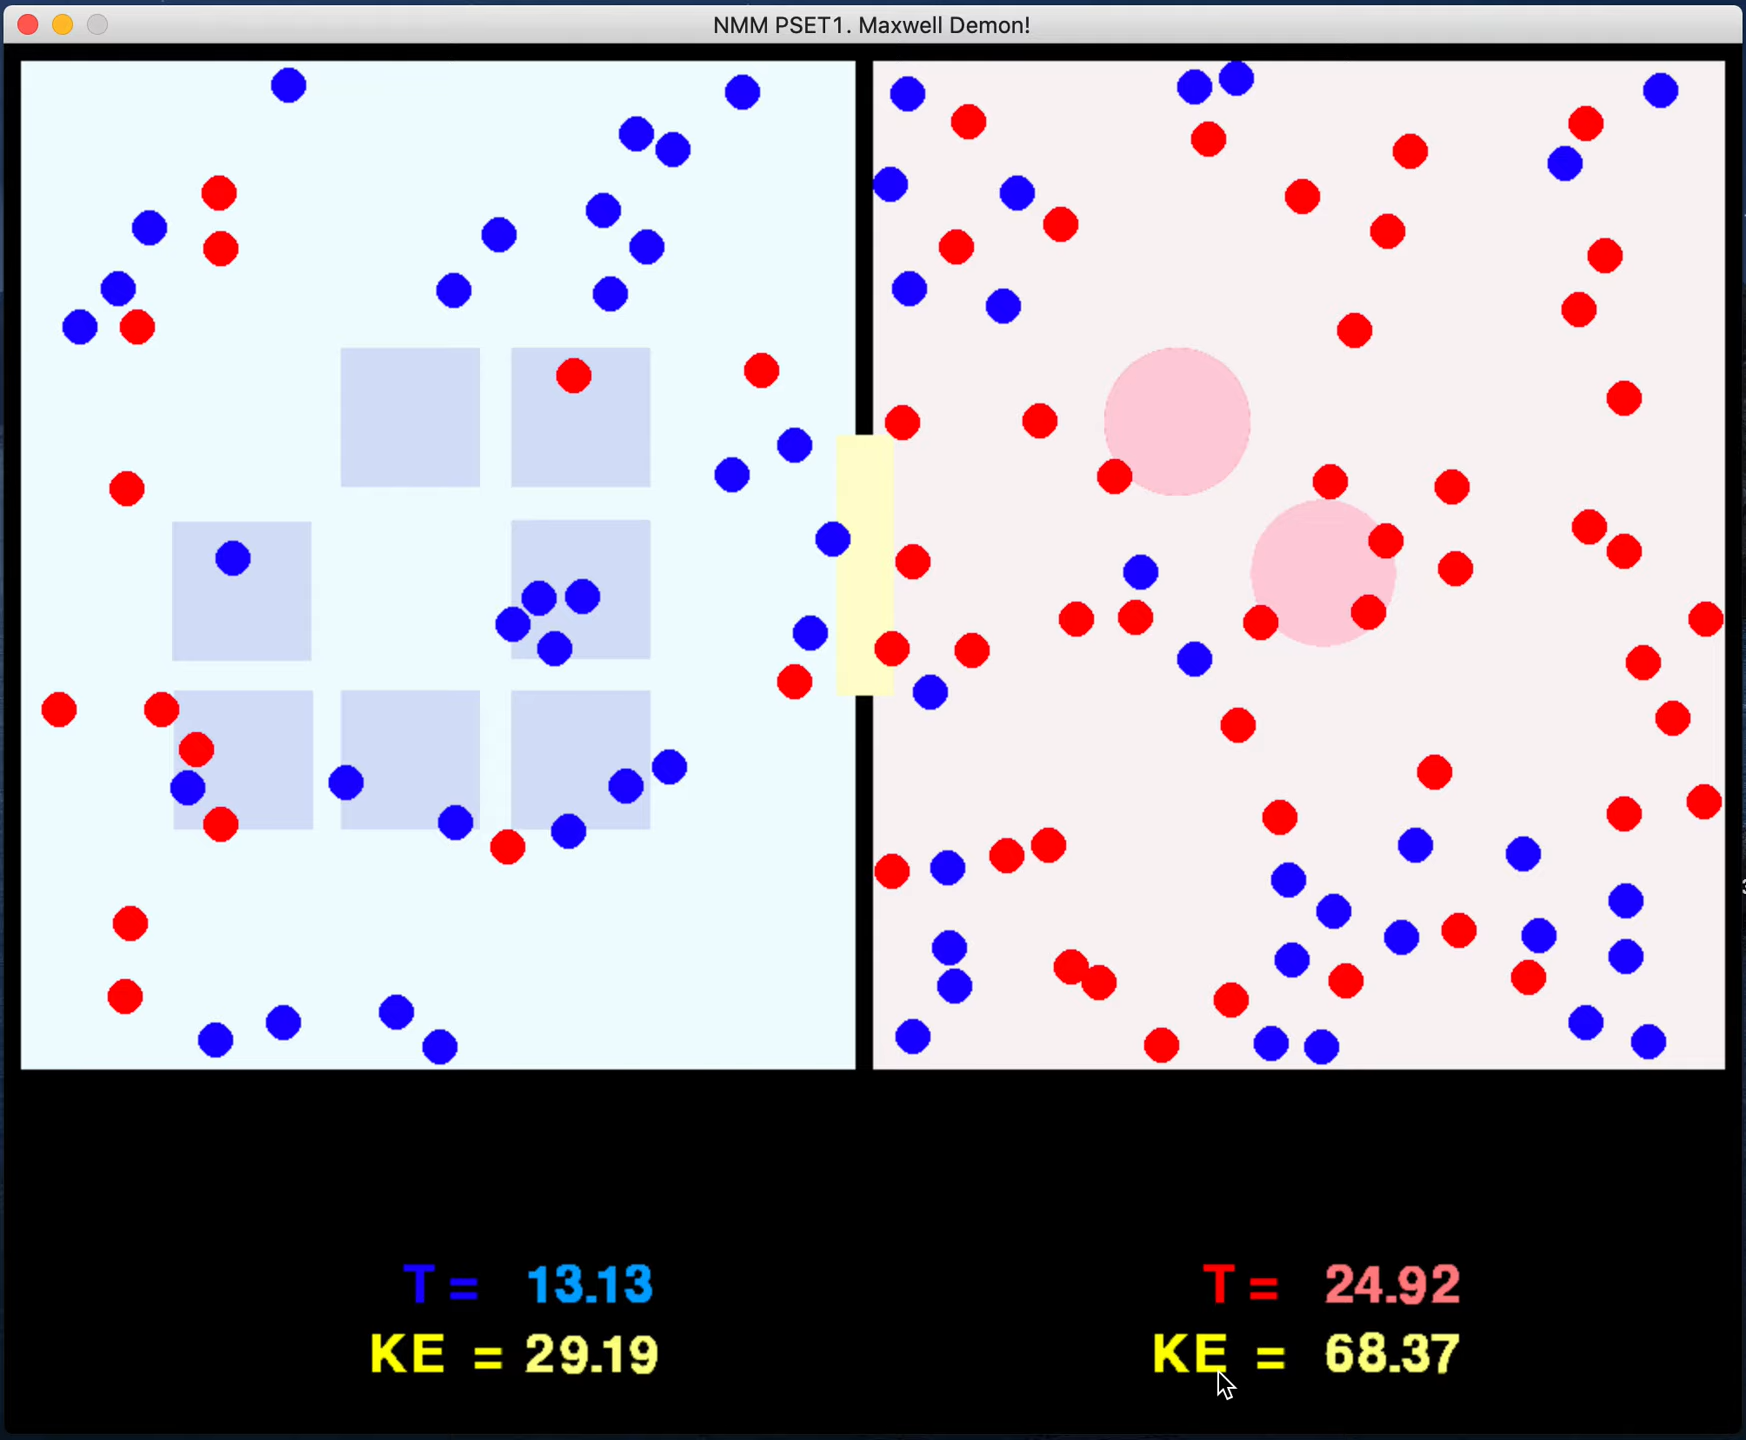 NMM PSET1. Maxwell Demon!
T = 13.13
KE = 29.19
T = 24.92
KE = 68.37